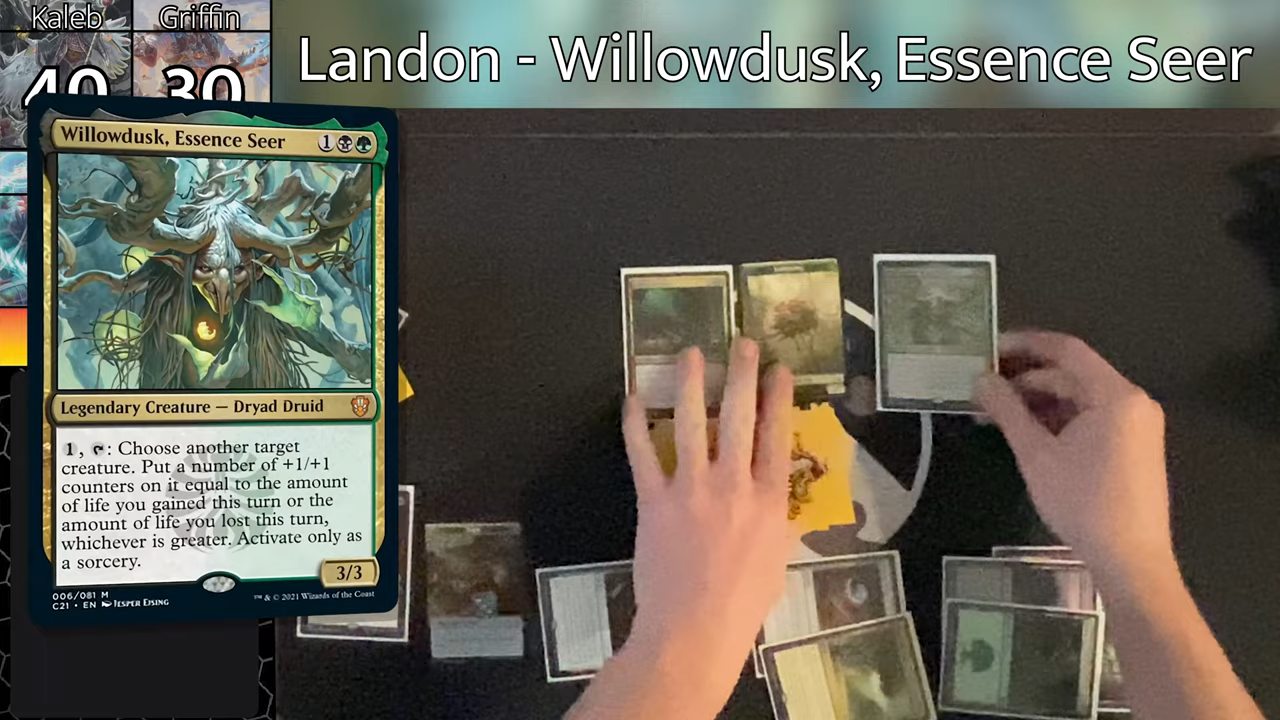 Kaleb
Griffin
Landon - Willowdusk, Essence Seer
40
30
Willowdusk, Essence Seer 1
Legendary Creature — Dryad Druid
1, : Choose another target
creature. Put a number of +1/+1
counters on it equal to the amount
of life you gained this turn or the
amount of life you lost this turn,
whichever is greater. Activate only as
a sorcery.
3/3
006/081 M
C21 • EN JESPER EISING
™ & © 2021 Wizards of the Coast